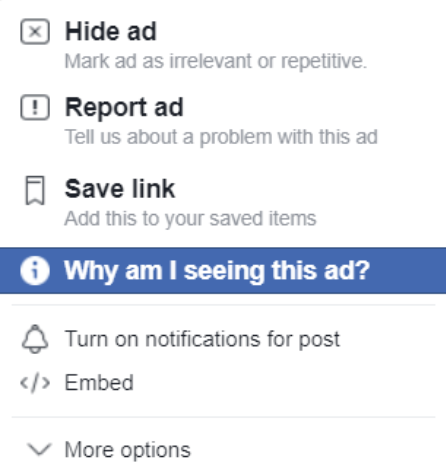 Hide ad
Mark ad as irrelevant or repetitive.
Report ad
Tell us about a problem with this ad
Save link
Add this to your saved items
Why am I seeing this ad?
Turn on notifications for post
</> Embed
More options